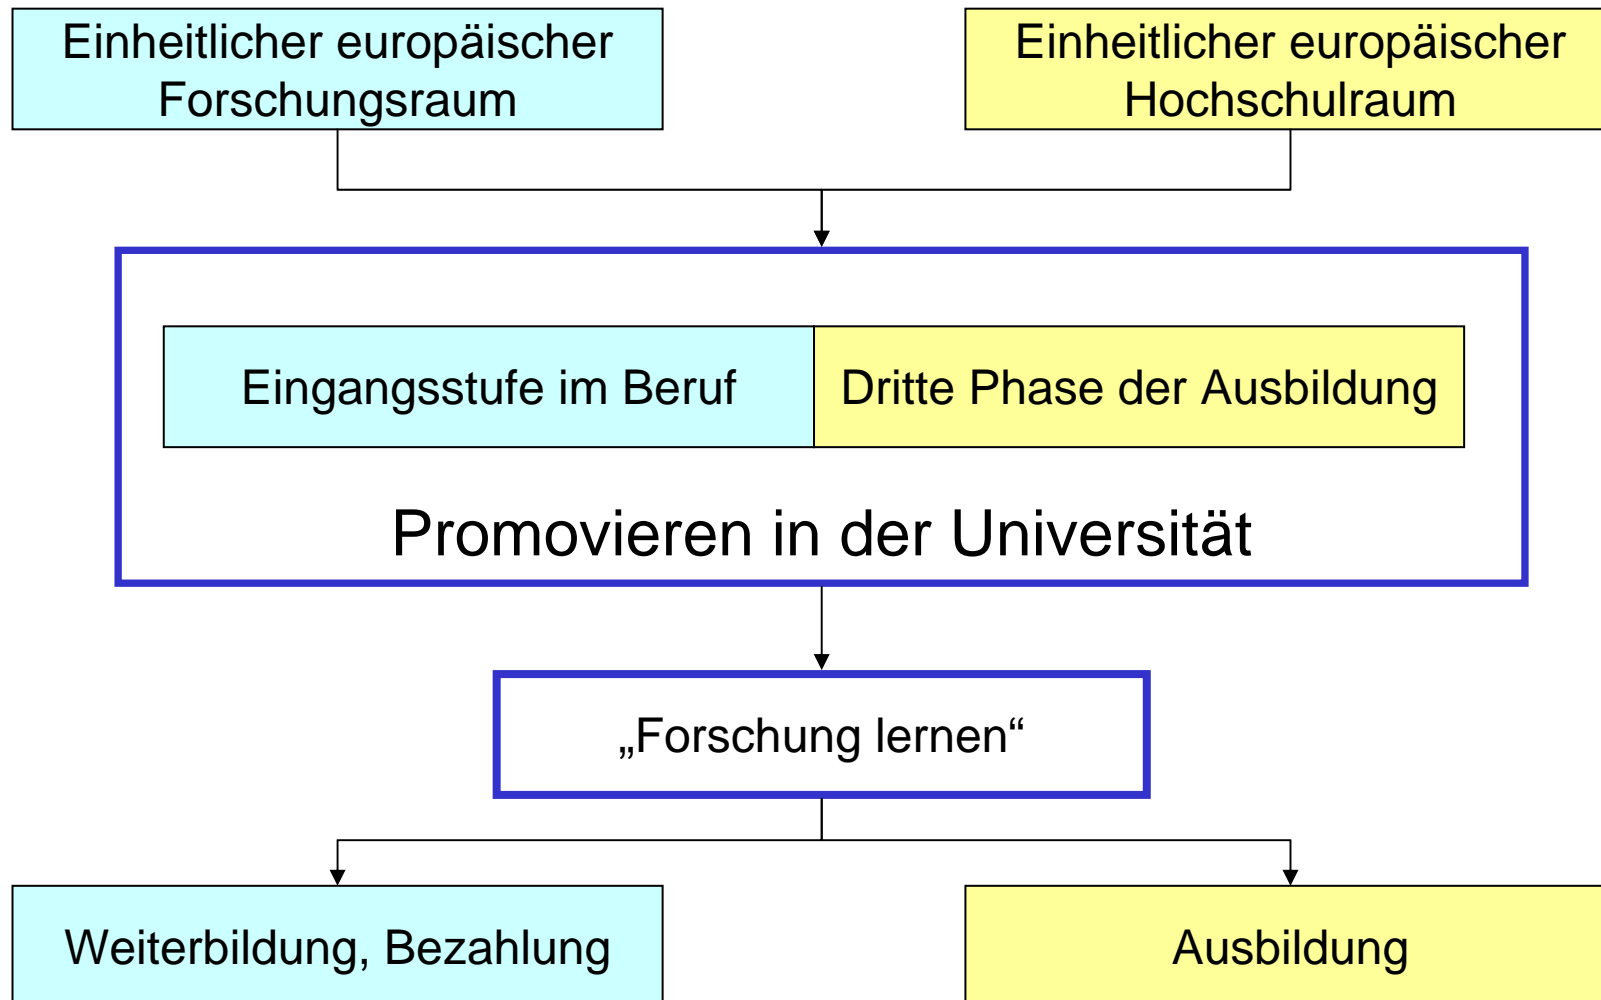 Einheitlicher europäischer
Forschungsraum
Einheitlicher europäischer
Hochschulraum
Eingangsstufe im Beruf
Dritte Phase der Ausbildung
Promovieren in der Universität
„Forschung lernen“
Weiterbildung, Bezahlung
Ausbildung